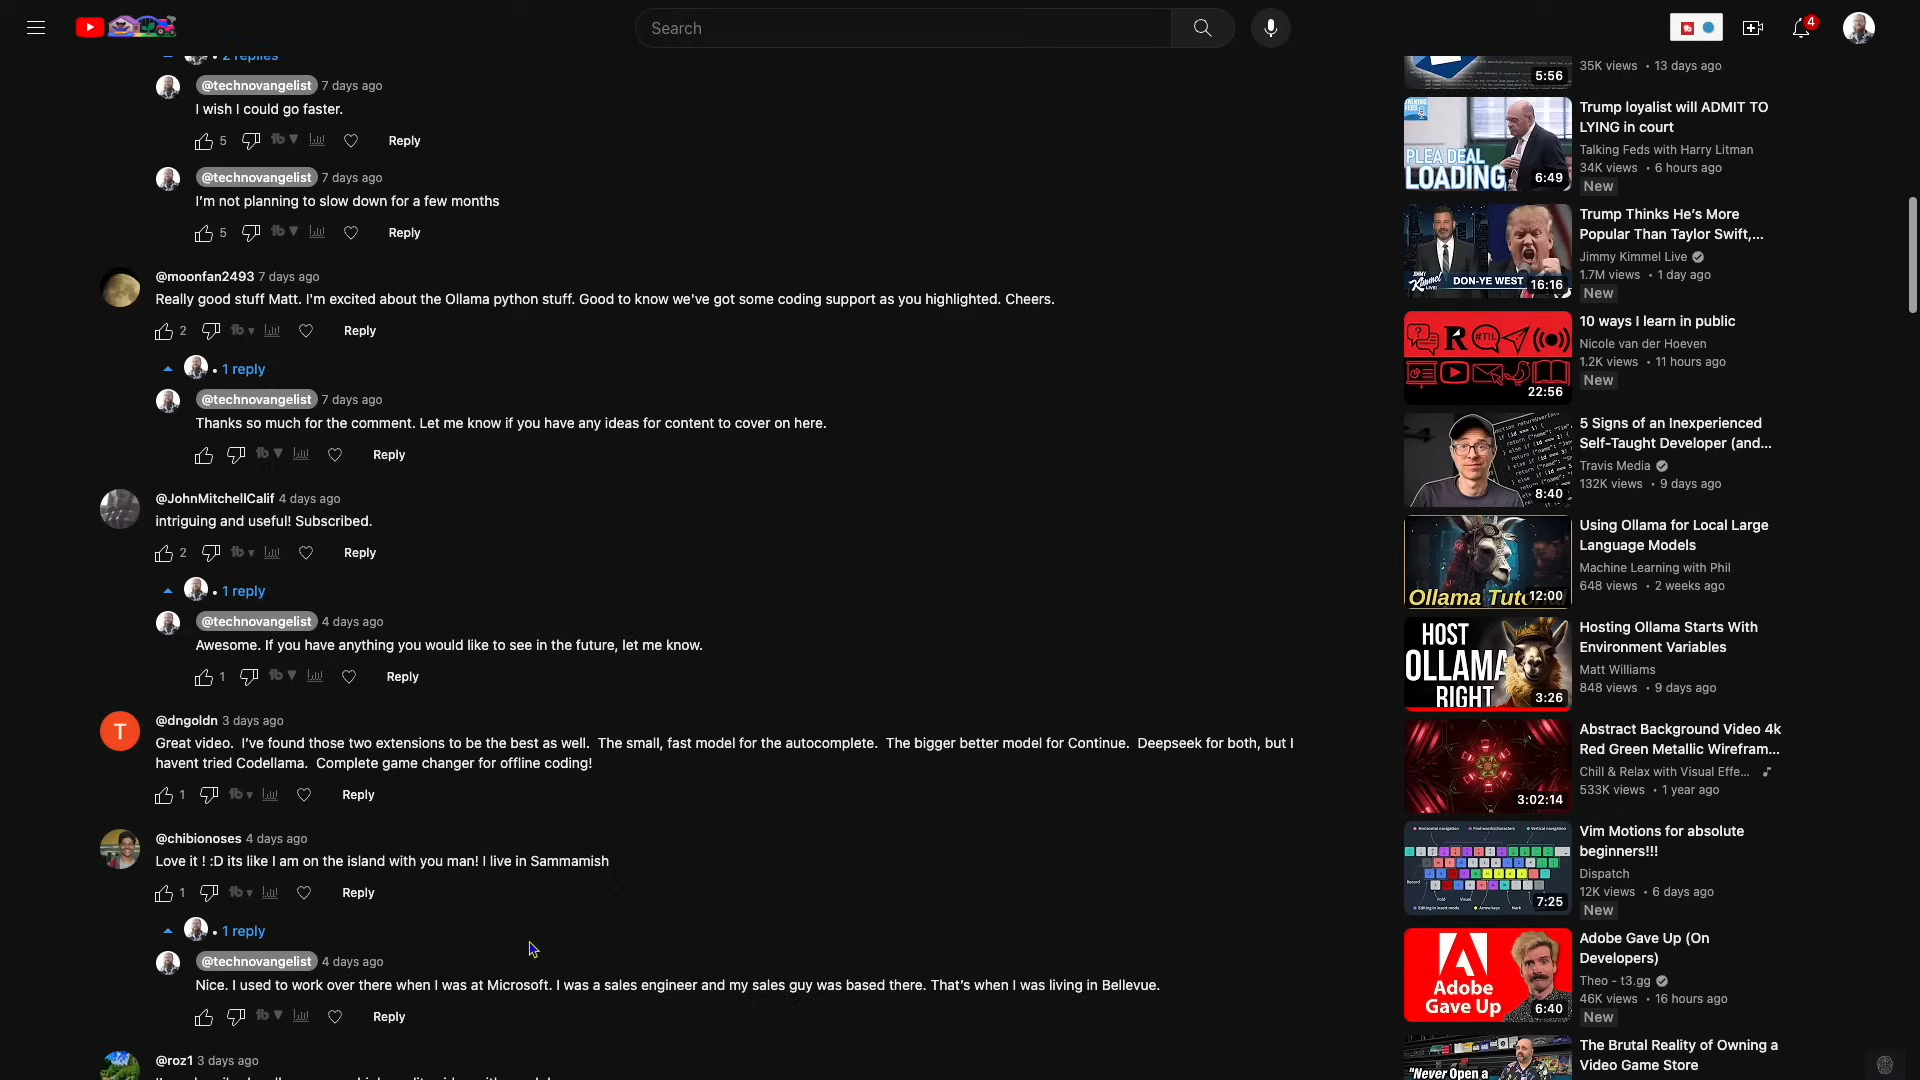 Search
4
2 replies
@technovangelist 7 days ago
I wish I could go faster.
5 Reply
@technovangelist 7 days ago
I'm not planning to slow down for a few months
5 Reply
@moonfan2493 7 days ago
Really good stuff Matt. I'm excited about the Ollama python stuff. Good to know we've got some coding support as you highlighted. Cheers.
2 Reply
1 reply
@technovangelist 7 days ago
Thanks so much for the comment. Let me know if you have any ideas for content to cover on here.
Reply
@JohnMitchellCalif 4 days ago
intriguing and useful! Subscribed.
2 Reply
1 reply
@technovangelist 4 days ago
Awesome. If you have anything you would like to see in the future, let me know.
1 Reply
T
@dngoldn 3 days ago
Great video. I've found those two extensions to be the best as well. The small, fast model for the autocomplete. The bigger better model for Continue. Deepseek for both, but I
havent tried Codellama. Complete game changer for offline coding!
1 Reply
@chibionoses 4 days ago
Love it ! :D its like I am on the island with you man! I live in Sammamish
1 Reply
1 reply
@technovangelist 4 days ago
Nice. I used to work over there when I was at Microsoft. I was a sales engineer and my sales guy was based there. That's when I was living in Bellevue.
Reply
@roz1 3 days ago
5:56
35K views • 13 days ago
TALKING
FEDS
PLEA DEAL
LOADING
6:49
Trump loyalist will ADMIT TO
LYING in court
Talking Feds with Harry Litman
34K views • 6 hours ago
New
JIMMY
KIMMEL
LIVE!
DON-YE WEST
16:16
Trump Thinks He's More
Popular Than Taylor Swift,...
Jimmy Kimmel Live
1.7M views • 1 day ago
New
#TIL
22:56
10 ways I learn in public
Nicole van der Hoeven
1.2K views • 11 hours ago
New
8:40
5 Signs of an Inexperienced
Self-Taught Developer (and...
Travis Media
132K views • 9 days ago
Ollama Tutorial
12:00
Using Ollama for Local Large
Language Models
Machine Learning with Phil
648 views • 2 weeks ago
HOST
OLLAMA
RIGHT
3:26
Hosting Ollama Starts With
Environment Variables
Matt Williams
848 views • 9 days ago
3:02:14
Abstract Background Video 4k
Red Green Metallic Wirefram...
Chill & Relax with Visual Effe...
533K views • 1 year ago
7:25
Vim Motions for absolute
beginners!!!
Dispatch
12K views • 6 days ago
New
Adobe
Gave Up
6:40
Adobe Gave Up (On
Developers)
Theo - t3.gg
46K views • 16 hours ago
New
"Never Open a
The Brutal Reality of Owning a
Video Game Store